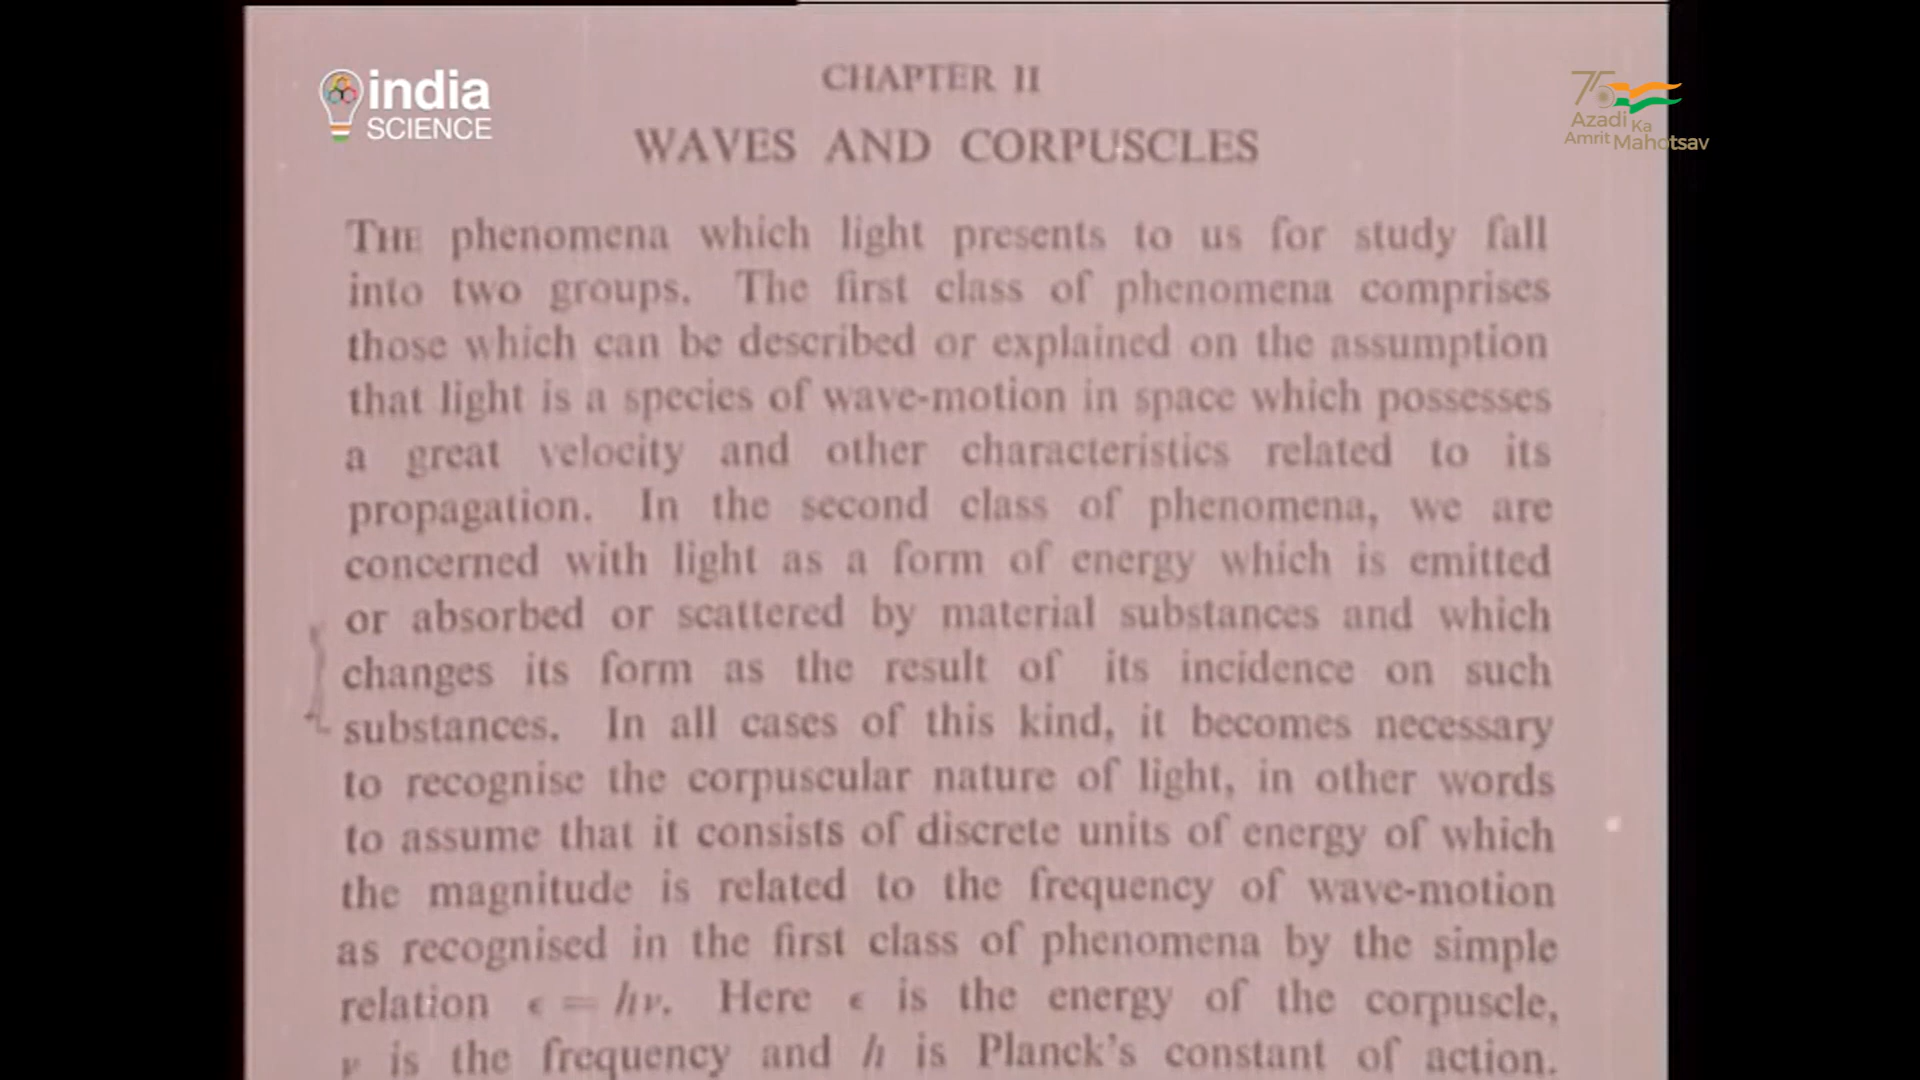 india
SCIENCE
75
Azadi Ka
Amrit Mahotsav
CHAPTER II
WAVES AND CORPUSCLES
THE phenomena which light presents to us for study fall
into two groups. The first class of phenomena comprises
those which can be described or explained on the assumption
that light is a species of wave-motion in space which possesses
a great velocity and other characteristics related to its
propagation. In the second class of phenomena, we are
concerned with light as a form of energy which is emitted
or absorbed or scattered by material substances and which
changes its form as the result of its incidence on such
substances. In all cases of this kind, it becomes necessary
to recognise the corpuscular nature of light, in other words
to assume that it consists of discrete units of energy of which
the magnitude is related to the frequency of wave-motion
as recognised in the first class of phenomena by the simple
relation ϵ = hν. Here ϵ is the energy of the corpuscle,
ν is the frequency and h is Planck's constant of action.